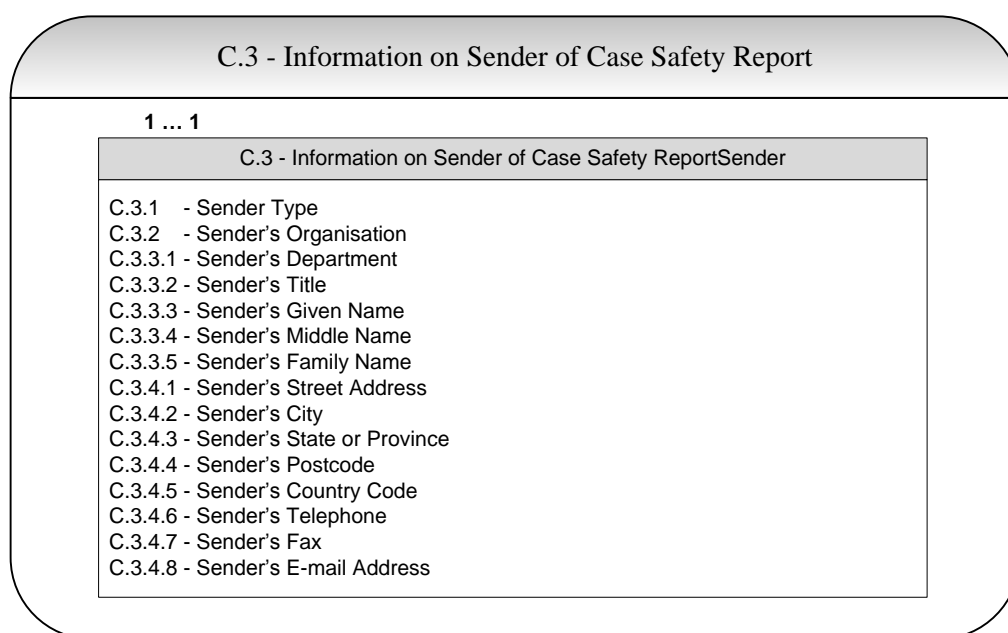 C.3 - Information on Sender of Case Safety Report
1 … 1
C.3 - Information on Sender of Case Safety ReportSender
C.3.1 - Sender Type
C.3.2 - Sender’s Organisation
C.3.3.1 - Sender’s Department
C.3.3.2 - Sender’s Title
C.3.3.3 - Sender’s Given Name
C.3.3.4 - Sender’s Middle Name
C.3.3.5 - Sender’s Family Name
C.3.4.1 - Sender’s Street Address
C.3.4.2 - Sender’s City
C.3.4.3 - Sender’s State or Province
C.3.4.4 - Sender’s Postcode
C.3.4.5 - Sender’s Country Code
C.3.4.6 - Sender’s Telephone
C.3.4.7 - Sender’s Fax
C.3.4.8 - Sender’s E-mail Address